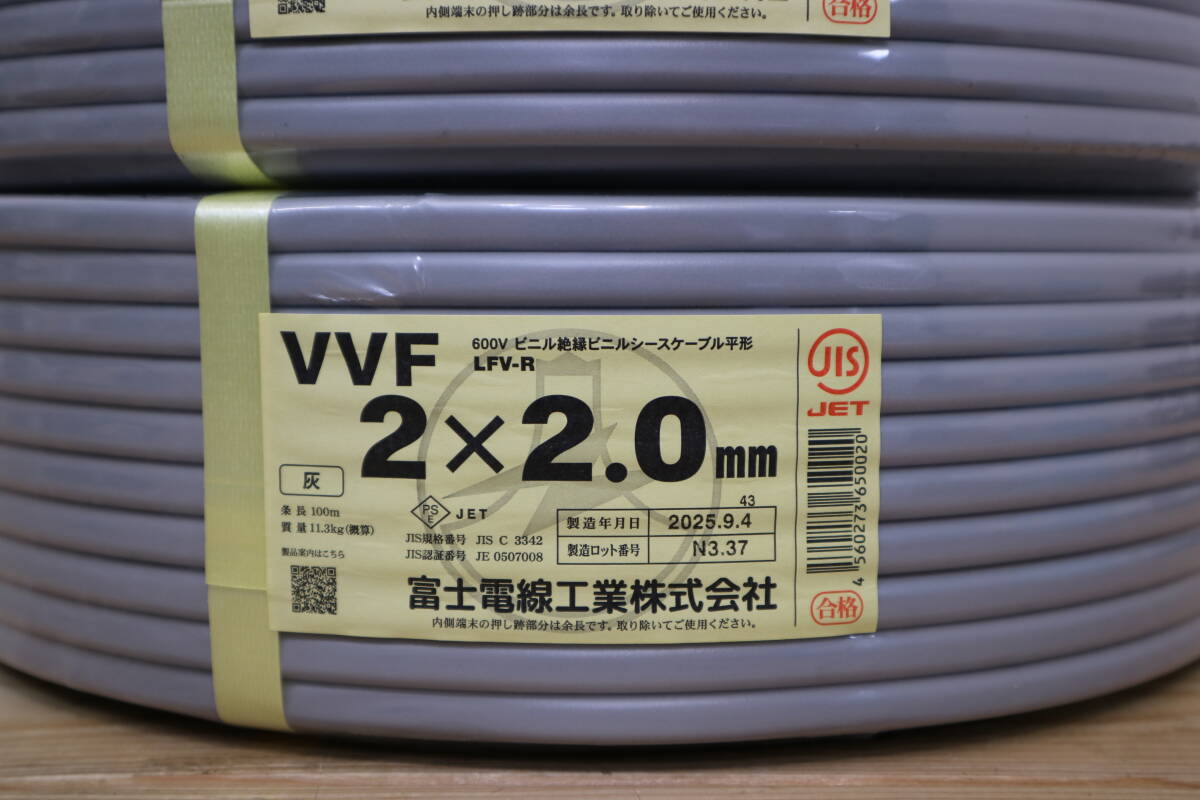 内側端末の押し跡部分は余長です。取り除いてご使用ください。
合格
VVF
600V ビニル絶縁ビニルシースケーブル平形
LFV-R
2×2.0mm
灰
条長 100m
質量 11.3kg(概算)
製品案内はこちら
PS
E
JET
JIS規格番号 JIS C 3342
JIS認証番号 JE 0507008
43
製造年月日 2025.9.4
製造ロット番号 N3.37
富士電線工業株式会社
内側端末の押し跡部分は余長です。取り除いてご使用ください。
JIS
JET
4560273650020
合格